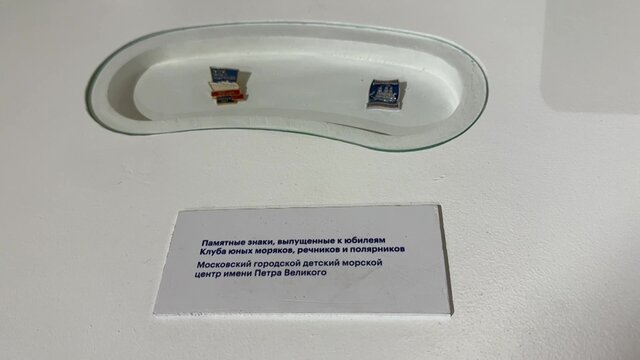 Памятные знаки, выпущенные к юбилеям
Клуба юных моряков, речников и полярников
Московский городской детский морской
центр имени Петра Великого